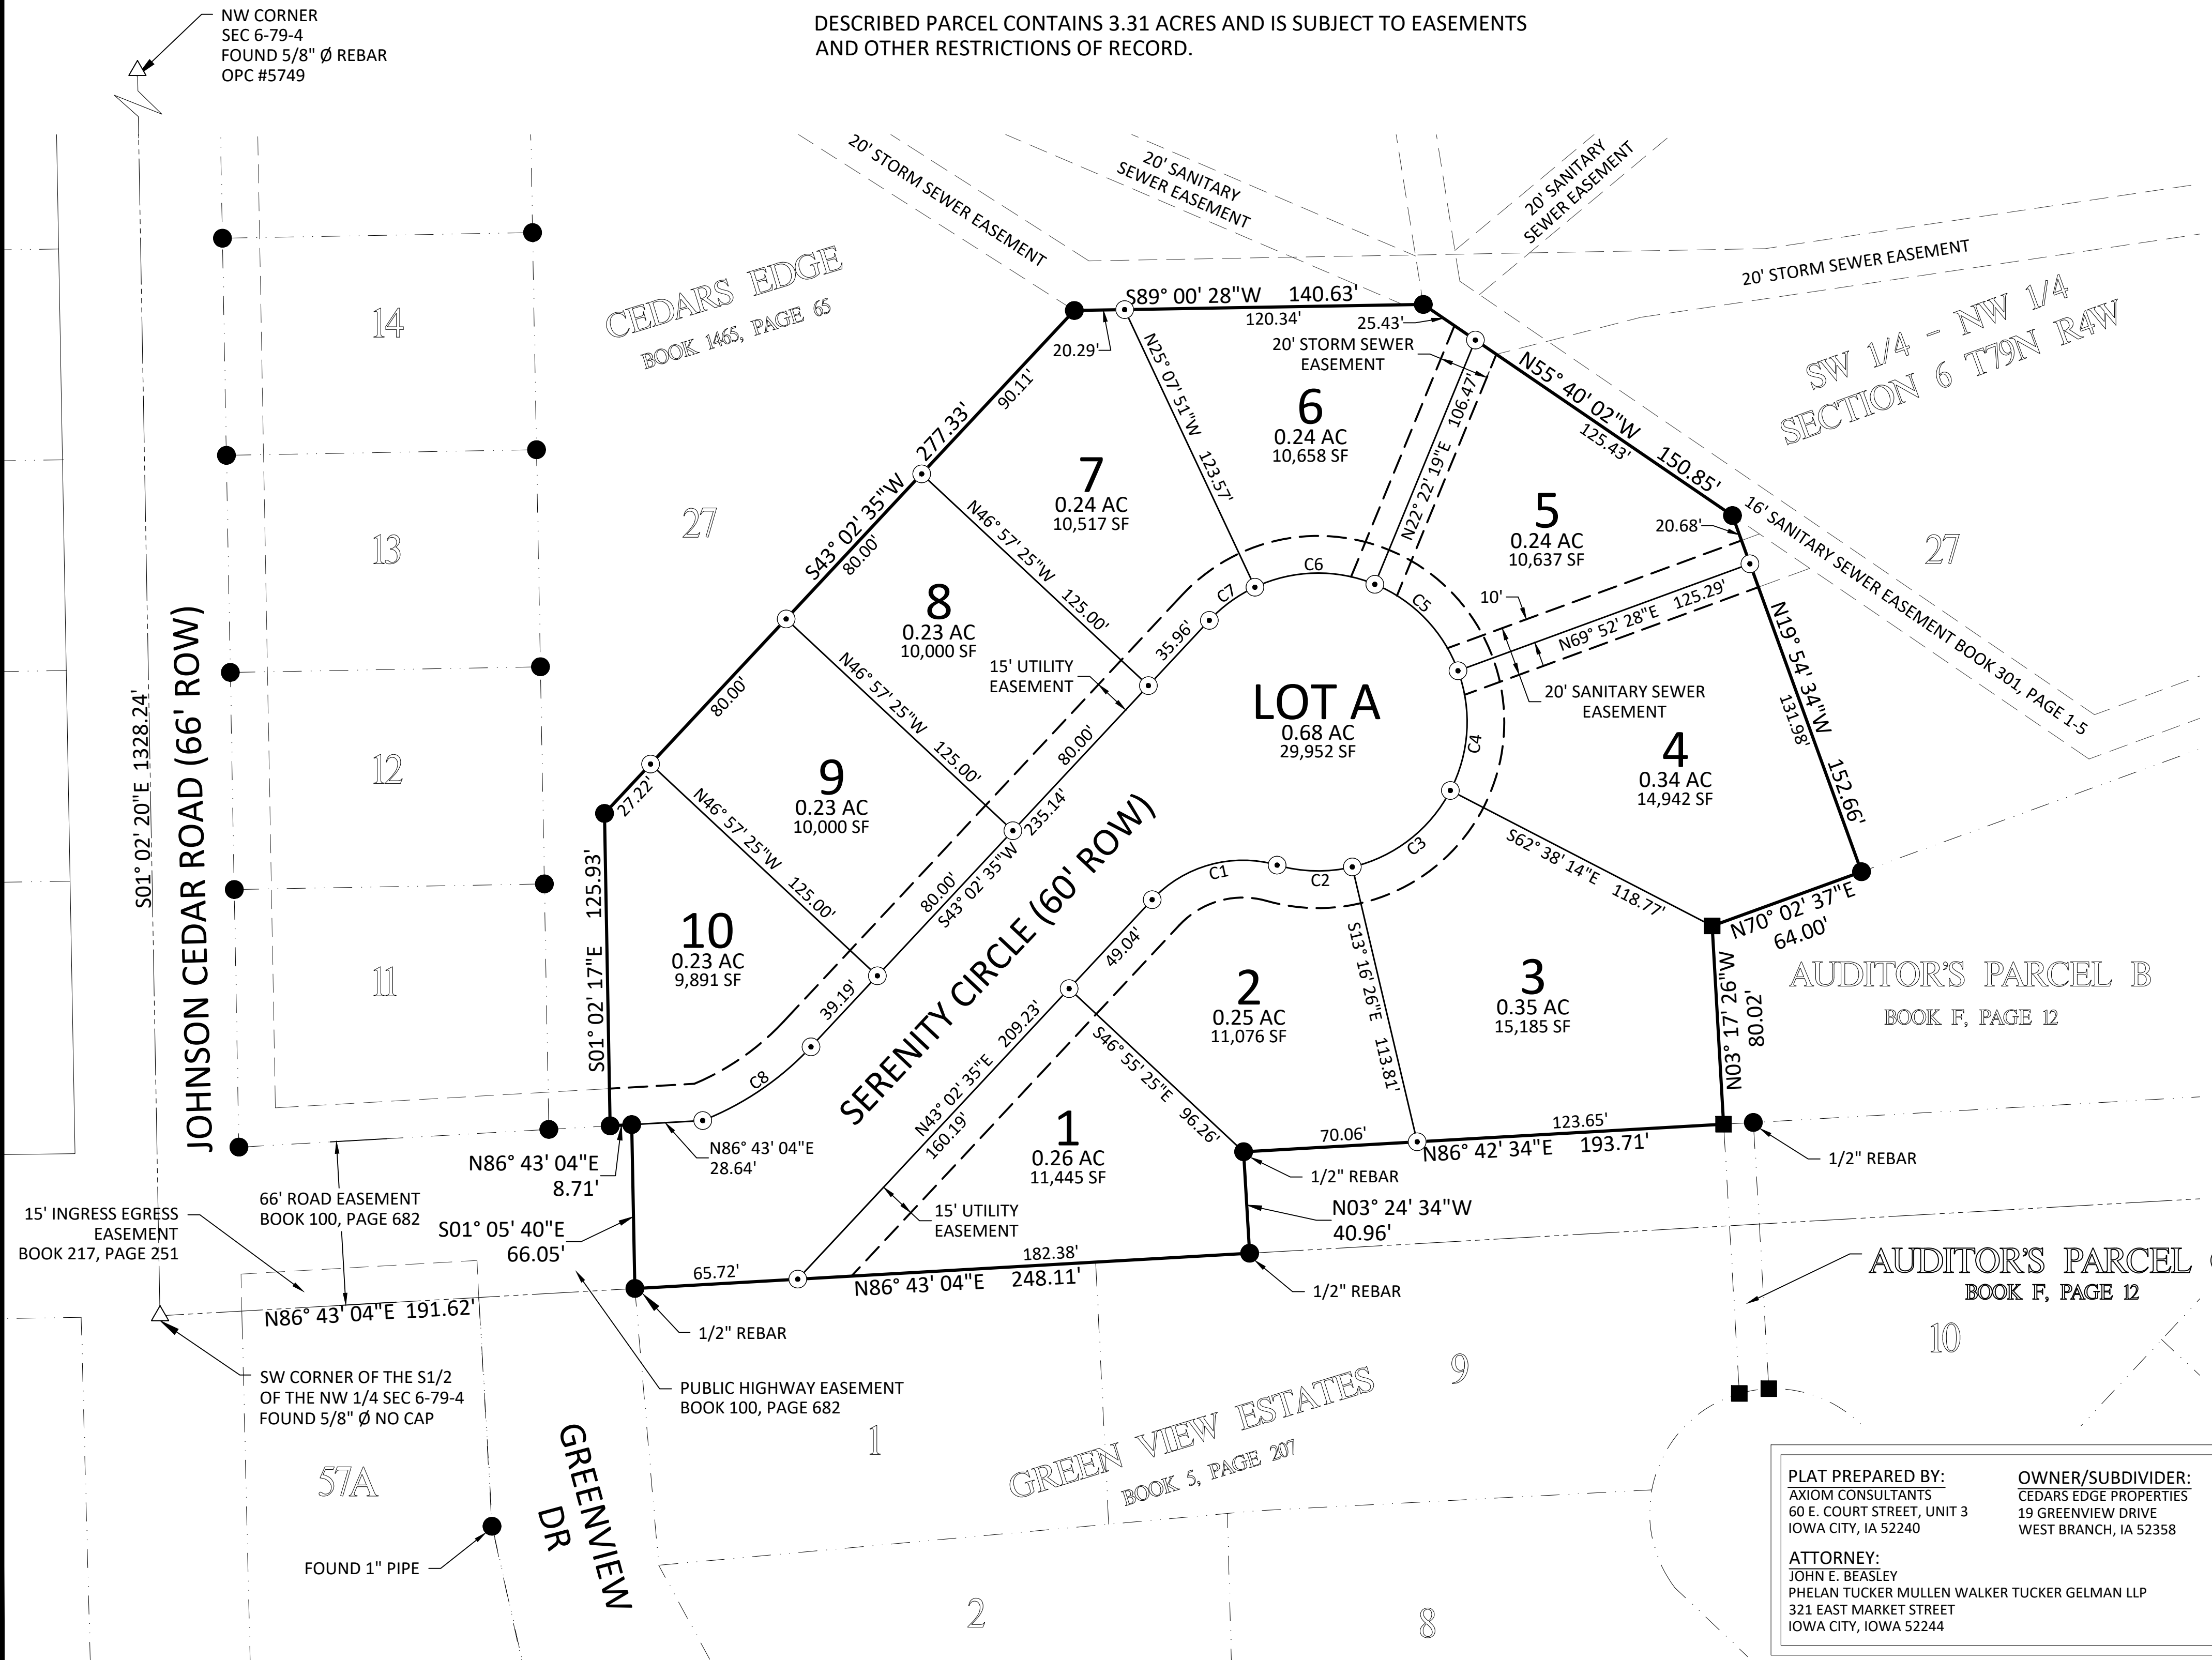 NW CORNER
SEC 6-79-4
FOUND 5/8" Ø REBAR
OPC #5749
DESCRIBED PARCEL CONTAINS 3.31 ACRES AND IS SUBJECT TO EASEMENTS
AND OTHER RESTRICTIONS OF RECORD.
20' STORM SEWER EASEMENT
20' SANITARY
SEWER EASEMENT
20' SANITARY
SEWER EASEMENT
20' STORM SEWER EASEMENT
CEDARS EDGE
BOOK 1465, PAGE 65
SW 1/4 - NW 1/4
SECTION 6 T79N R4W
14
13
12
11
27
27
S89° 00' 28"W 140.63'
120.34'
20.29'
25.43'
20' STORM SEWER
EASEMENT
N55° 40' 02"W 150.85'
125.43'
S43° 02' 35"W 277.33'
90.11'
80.00'
80.00'
27.22'
N25° 07' 51"W 123.57'
N22° 22' 19"E 106.47'
6
0.24 AC
10,658 SF
7
0.24 AC
10,517 SF
5
0.24 AC
10,637 SF
20.68'
16' SANITARY SEWER EASEMENT BOOK 301, PAGE 1-5
10'
N69° 52' 28"E 125.29'
20' SANITARY SEWER
EASEMENT
N19° 54' 34"W 152.66'
131.98'
N46° 57' 25"W 125.00'
8
0.23 AC
10,000 SF
15' UTILITY
EASEMENT
C7
C6
C5
C4
C3
C2
C1
35.96'
LOT A
0.68 AC
29,952 SF
4
0.34 AC
14,942 SF
N46° 57' 25"W 125.00'
9
0.23 AC
10,000 SF
80.00'
S43° 02' 35"W 235.14'
80.00'
39.19'
N46° 57' 25"W 125.00'
10
0.23 AC
9,891 SF
C8
S01° 02' 17"E 125.93'
S01° 02' 20"E 1328.24'
JOHNSON CEDAR ROAD (66' ROW)
SERENITY CIRCLE (60' ROW)
49.04'
N43° 02' 35"E 209.23'
160.19'
S62° 38' 14"E 118.77'
N70° 02' 37"E
64.00'
N03° 17' 26"W
80.02'
AUDITOR'S PARCEL B
BOOK F, PAGE 12
2
0.25 AC
11,076 SF
S13° 16' 26"E 113.81'
3
0.35 AC
15,185 SF
S46° 55' 25"E 96.26'
1
0.26 AC
11,445 SF
70.06'
123.65'
N86° 42' 34"E 193.71'
1/2" REBAR
1/2" REBAR
N86° 43' 04"E
8.71'
N86° 43' 04"E
28.64'
S01° 05' 40"E
66.05'
66' ROAD EASEMENT
BOOK 100, PAGE 682
15' INGRESS EGRESS
EASEMENT
BOOK 217, PAGE 251
15' UTILITY
EASEMENT
N03° 24' 34"W
40.96'
65.72'
182.38'
N86° 43' 04"E 248.11'
1/2" REBAR
N86° 43' 04"E 191.62'
1/2" REBAR
AUDITOR'S PARCEL
BOOK F, PAGE 12
SW CORNER OF THE S1/2
OF THE NW 1/4 SEC 6-79-4
FOUND 5/8" Ø NO CAP
PUBLIC HIGHWAY EASEMENT
BOOK 100, PAGE 682
GREENVIEW
DR
GREEN VIEW ESTATES
BOOK 5, PAGE 207
1
9
10
57A
FOUND 1" PIPE
2
8
PLAT PREPARED BY:
AXIOM CONSULTANTS
60 E. COURT STREET, UNIT 3
IOWA CITY, IA 52240
OWNER/SUBDIVIDER:
CEDARS EDGE PROPERTIES
19 GREENVIEW DRIVE
WEST BRANCH, IA 52358
ATTORNEY:
JOHN E. BEASLEY
PHELAN TUCKER MULLEN WALKER TUCKER GELMAN LLP
321 EAST MARKET STREET
IOWA CITY, IOWA 52244